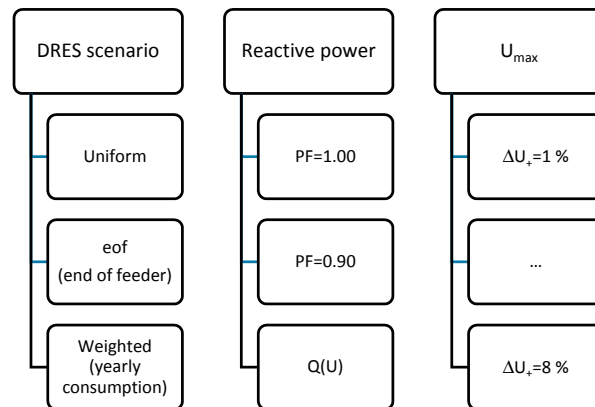 DRES scenario
Uniform
eof
(end of feeder)
Weighted
(yearly
consumption)
Reactive power
PF=1.00
PF=0.90
Q(U)
Umax
ΔU+=1 %
...
ΔU+=8 %